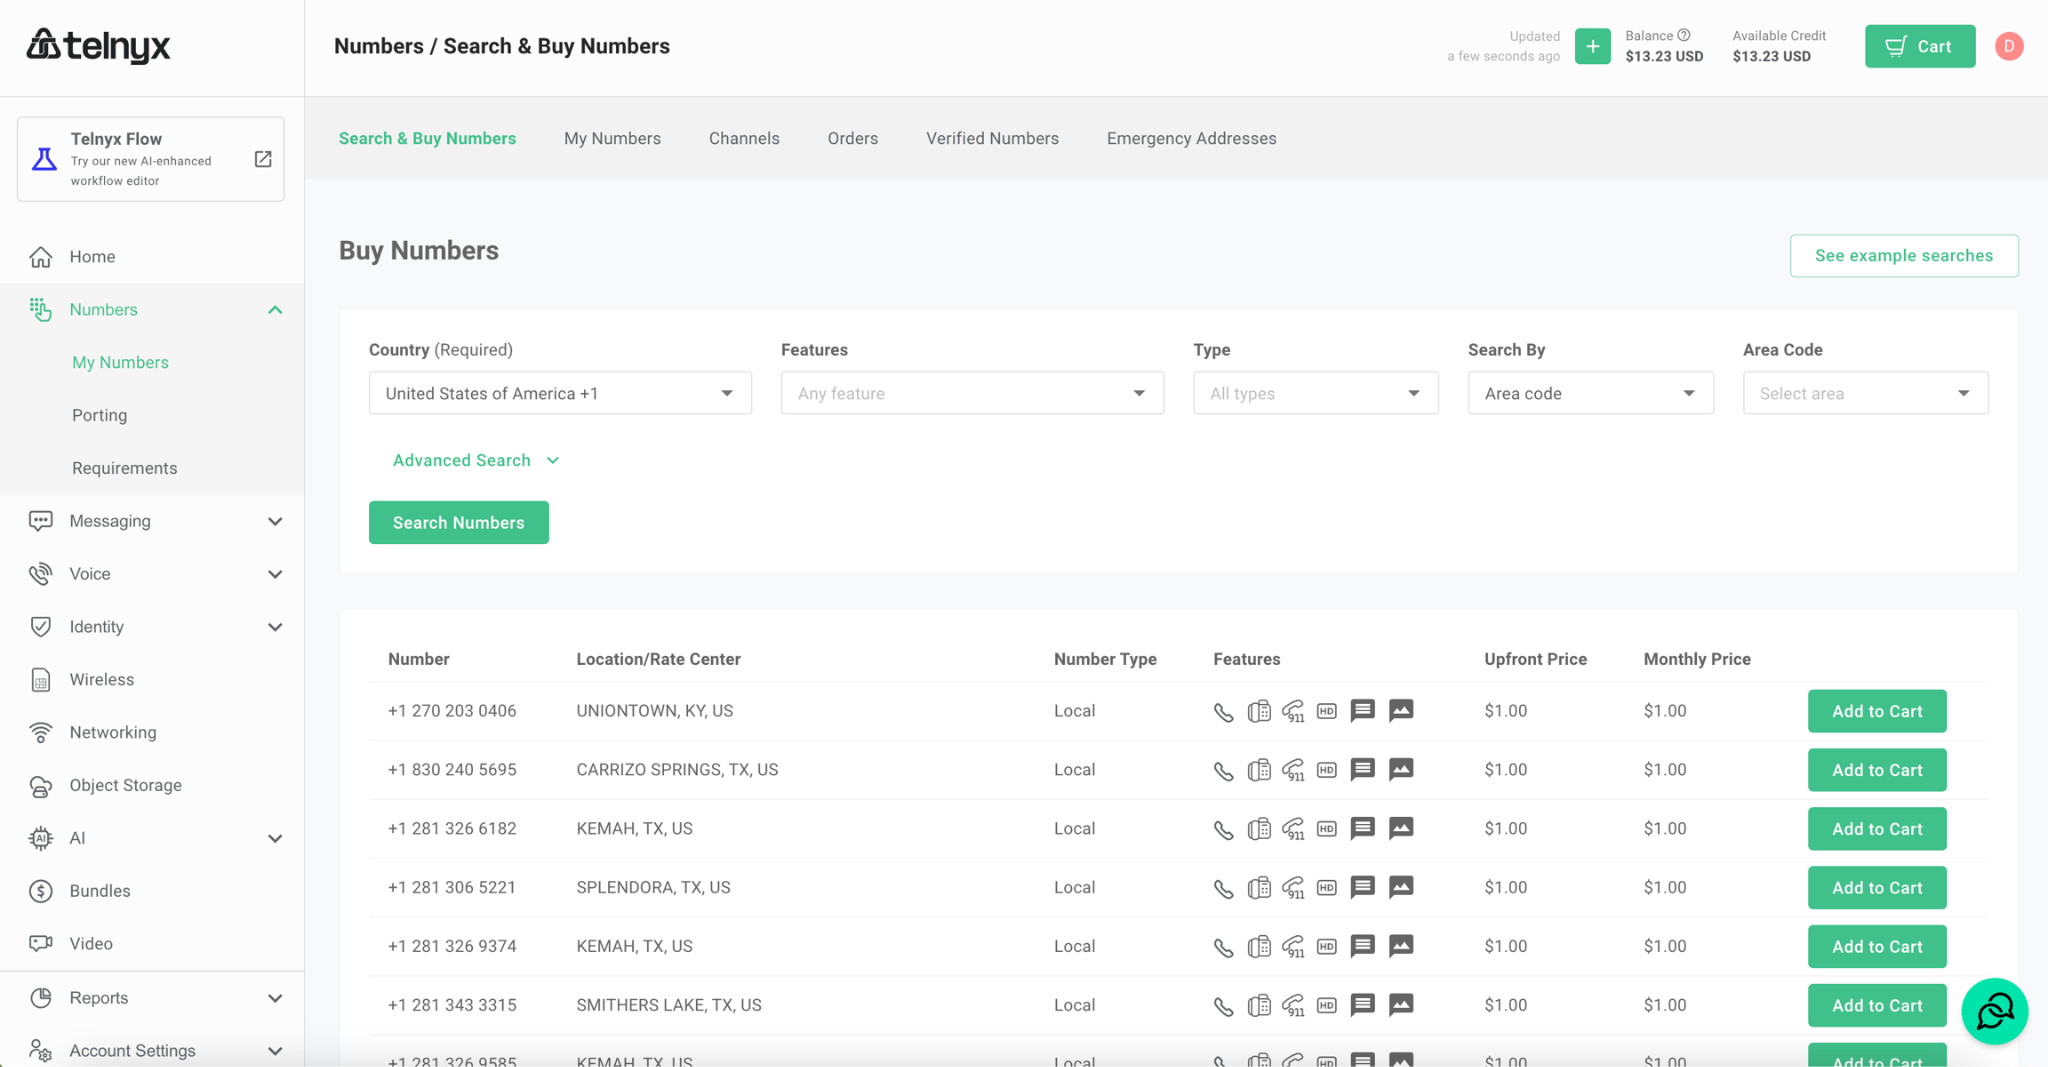 telnyx
Numbers / Search & Buy Numbers
Updated
a few seconds ago
+
Balance ?
$13.23 USD
Available Credit
$13.23 USD
Cart
D
Telnyx Flow
Try our new AI-enhanced
workflow editor
Search & Buy Numbers My Numbers Channels Orders Verified Numbers Emergency Addresses
Home
Numbers
My Numbers
Porting
Requirements
Messaging
Voice
Identity
Wireless
Networking
Object Storage
AI AI
$ Bundles
Video
Reports
Account Settings
Buy Numbers
See example searches
Country (Required) Features Type Search By Area Code
United States of America +1 Any feature All types Area code Select area
Advanced Search
Search Numbers
Number Location/Rate Center Number Type Features Upfront Price Monthly Price
+1 270 203 0406 UNIONTOWN, KY, US Local 911 HD $1.00 $1.00 Add to Cart
+1 830 240 5695 CARRIZO SPRINGS, TX, US Local 911 HD $1.00 $1.00 Add to Cart
+1 281 326 6182 KEMAH, TX, US Local 911 HD $1.00 $1.00 Add to Cart
+1 281 306 5221 SPLENDORA, TX, US Local 911 HD $1.00 $1.00 Add to Cart
+1 281 326 9374 KEMAH, TX, US Local 911 HD $1.00 $1.00 Add to Cart
+1 281 343 3315 SMITHERS LAKE, TX, US Local 911 HD $1.00 $1.00 Add to Cart
+1 281 326 9585 KEMAH, TX, US Local HD $1.00 $1.00 Add to Cart